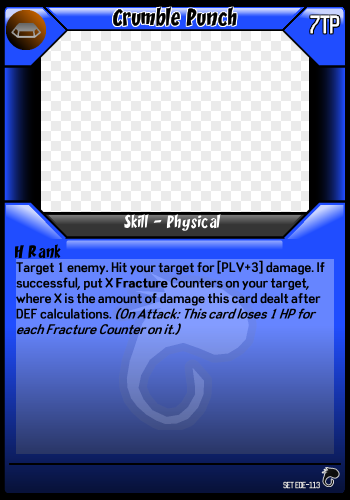 Crumble Punch
7TP
Skill - Physical
H Rank
Target 1 enemy. Hit your target for [PLV+3] damage. If
successful, put X Fracture Counters on your target,
where X is the amount of damage this card dealt after
DEF calculations. (On Attack: This card loses 1 HP for
each Fracture Counter on it.)
SET EDE-113